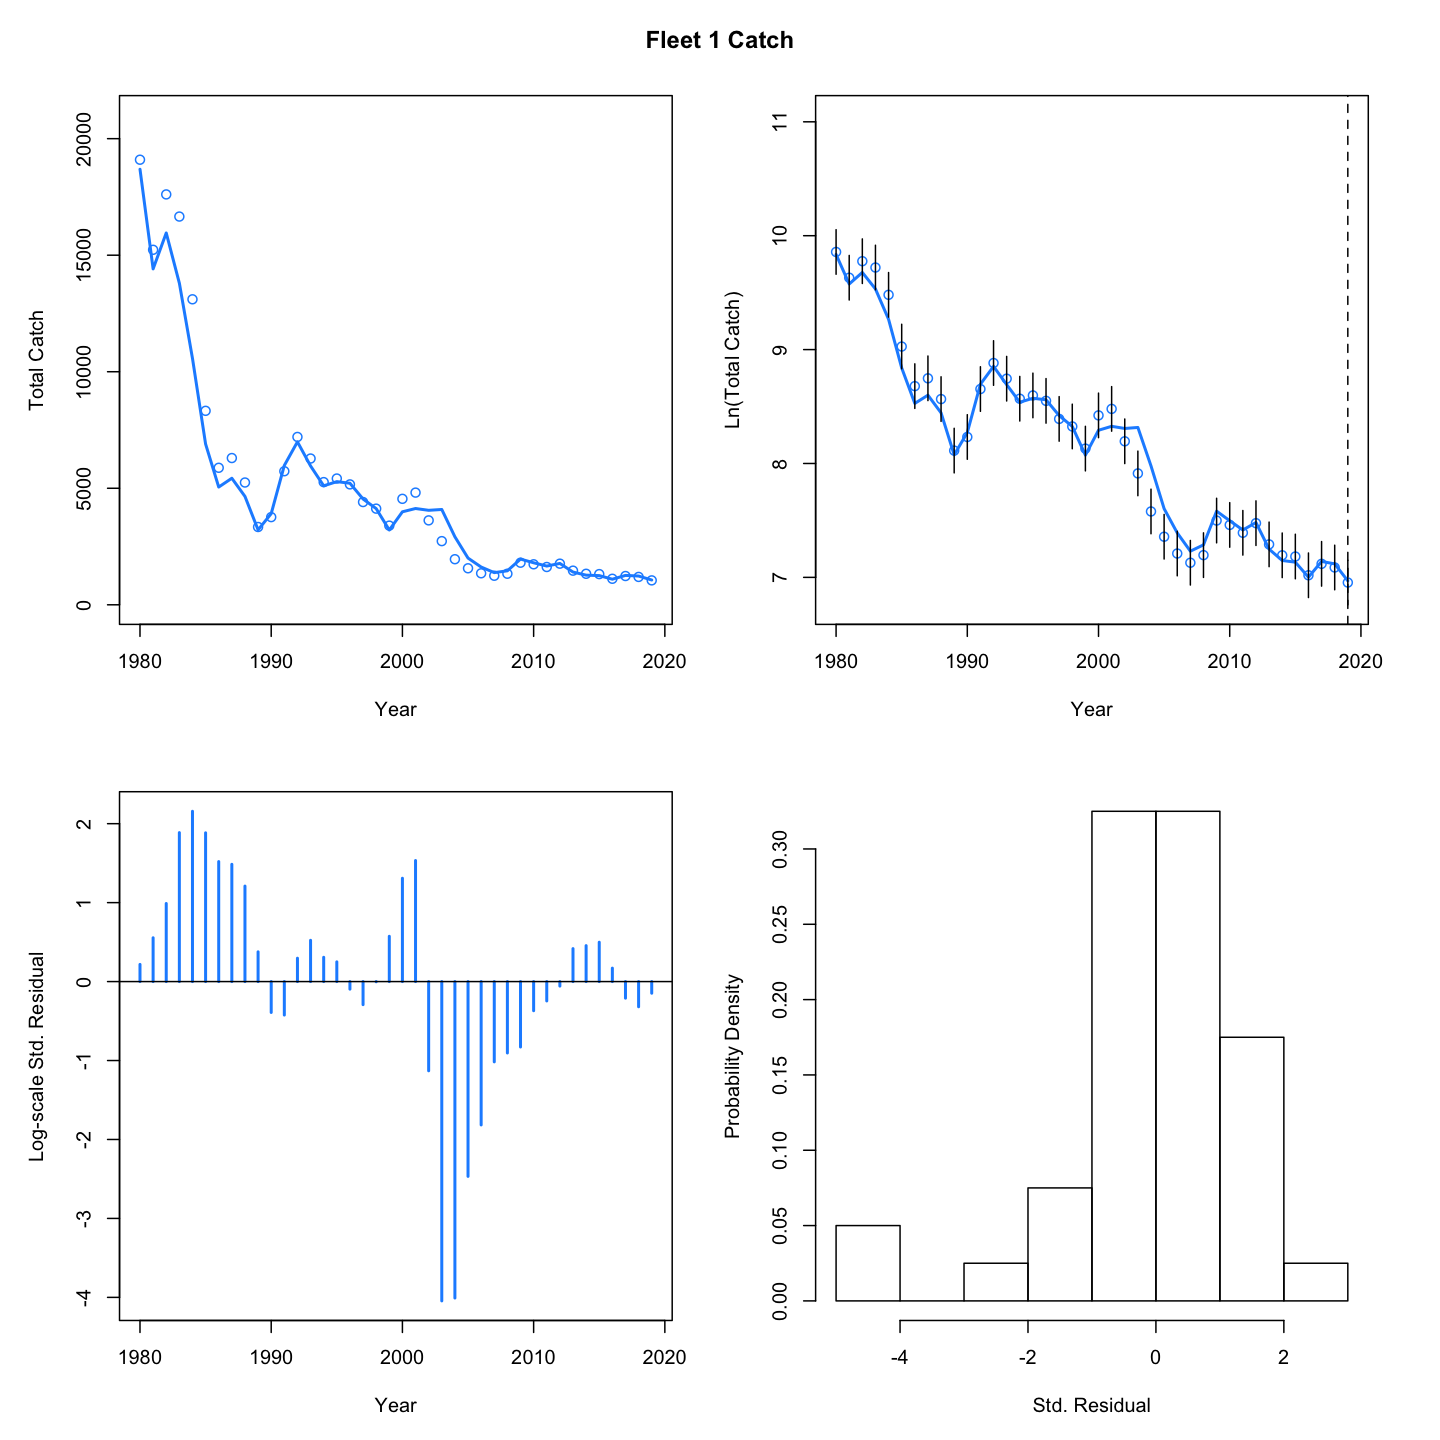 Fleet 1 Catch
Total Catch
0
5000
10000
15000
20000
1980 1990 2000 2010 2020
Year
Ln(Total Catch)
7
8
9
10
11
1980 1990 2000 2010 2020
Year
Log-scale Std. Residual
-4
-3
-2
-1
0
1
2
1980 1990 2000 2010 2020
Year
Probability Density
0.00
0.05
0.10
0.15
0.20
0.25
0.30
-4 -2 0 2
Std. Residual